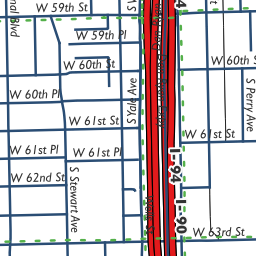 W 59th St
W 59th Pl
W 60th St
W 60th S
W 60th Pl
S Yale Ave
S Perry Ave
W 61st St
W 61st St
W 61st Pl
W 61st Pl
W 62nd St
S Stewart Ave
I-94
I-90
W 63rd St